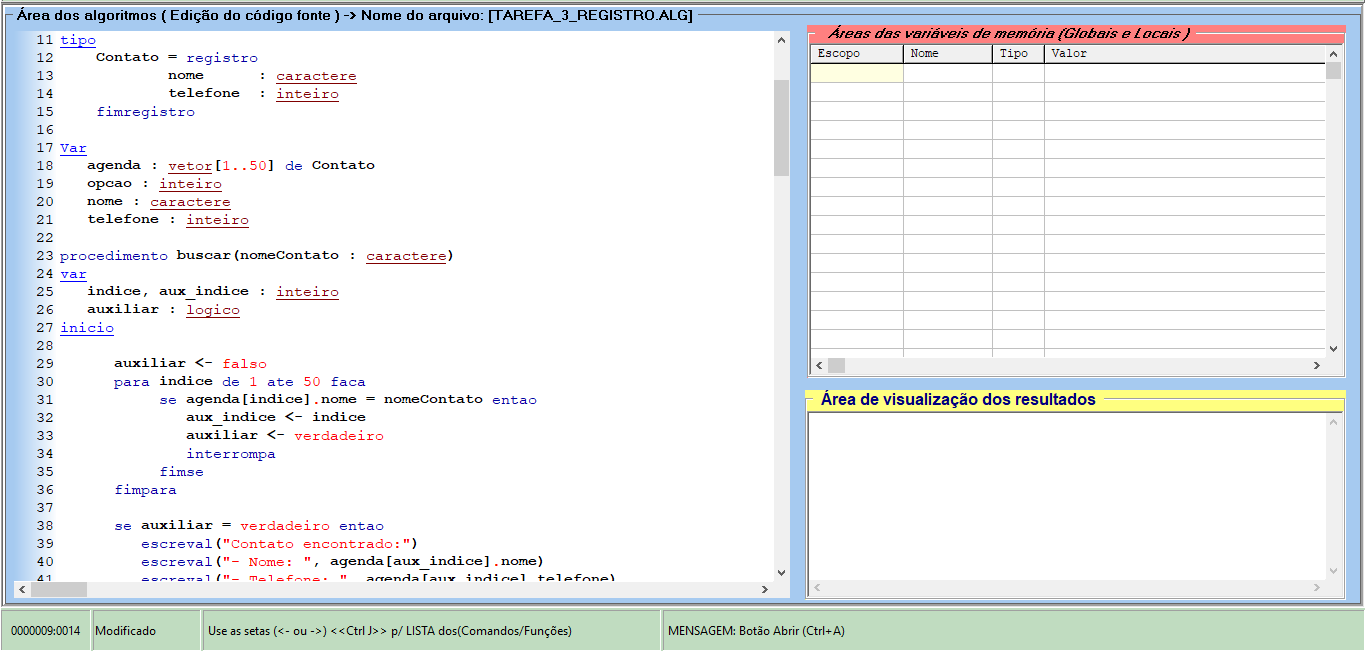 Área dos algoritmos ( Edição do código fonte ) -> Nome do arquivo: [TAREFA_3_REGISTRO.ALG]
11 tipo
12 Contato = registro
13 nome : caractere
14 telefone : inteiro
15 fimregistro
16
17 Var
18 agenda : vetor[1..50] de Contato
19 opcao : inteiro
20 nome : caractere
21 telefone : inteiro
22
23 procedimento buscar(nomeContato : caractere)
24 var
25 indice, aux_indice : inteiro
26 auxiliar : logico
27 inicio
28
29 auxiliar <- falso
30 para indice de 1 ate 50 faca
31 se agenda[indice].nome = nomeContato entao
32 aux_indice <- indice
33 auxiliar <- verdadeiro
34 interrompa
35 fimse
36 fimpara
37
38 se auxiliar = verdadeiro entao
39 escreval("Contato encontrado:")
40 escreval("- Nome: ", agenda[aux_indice].nome)
41 escreval("- Telefone: ", agenda[aux_indice].telefone)
Áreas das variáveis de memória (Globais e Locais )
Escopo Nome Tipo Valor
Área de visualização dos resultados
0000009:0014 Modificado Use as setas (<- ou ->) <<Ctrl J>> p/ LISTA dos(Comandos/Funções) MENSAGEM: Botão Abrir (Ctrl+A)